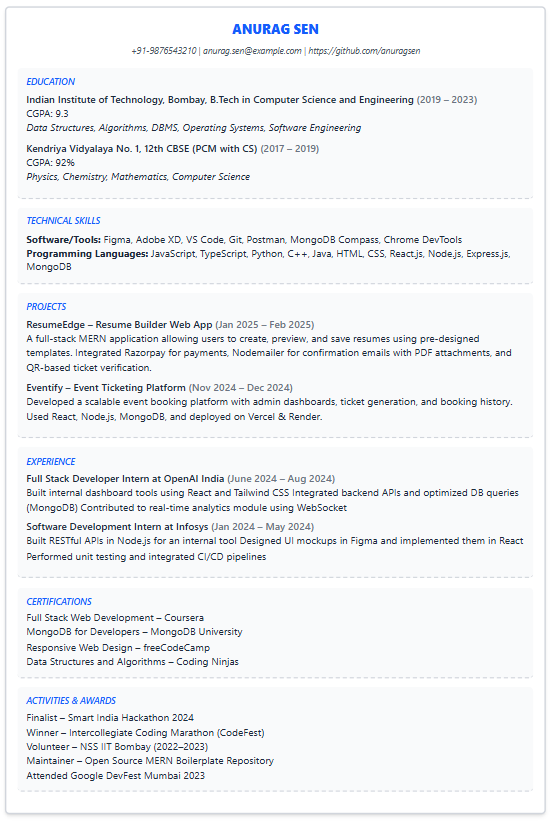 ANURAG SEN
+91-9876543210 | anurag.sen@example.com | https://github.com/anuragsen
EDUCATION
Indian Institute of Technology, Bombay, B.Tech in Computer Science and Engineering (2019 – 2023)
CGPA: 9.3
Data Structures, Algorithms, DBMS, Operating Systems, Software Engineering
Kendriya Vidyalaya No. 1, 12th CBSE (PCM with CS) (2017 – 2019)
CGPA: 92%
Physics, Chemistry, Mathematics, Computer Science
TECHNICAL SKILLS
Software/Tools: Figma, Adobe XD, VS Code, Git, Postman, MongoDB Compass, Chrome DevTools
Programming Languages: JavaScript, TypeScript, Python, C++, Java, HTML, CSS, React.js, Node.js, Express.js,
MongoDB
PROJECTS
ResumeEdge – Resume Builder Web App (Jan 2025 – Feb 2025)
A full-stack MERN application allowing users to create, preview, and save resumes using pre-designed
templates. Integrated Razorpay for payments, Nodemailer for confirmation emails with PDF attachments, and
QR-based ticket verification.
Eventify – Event Ticketing Platform (Nov 2024 – Dec 2024)
Developed a scalable event booking platform with admin dashboards, ticket generation, and booking history.
Used React, Node.js, MongoDB, and deployed on Vercel & Render.
EXPERIENCE
Full Stack Developer Intern at OpenAI India (June 2024 – Aug 2024)
Built internal dashboard tools using React and Tailwind CSS Integrated backend APIs and optimized DB queries
(MongoDB) Contributed to real-time analytics module using WebSocket
Software Development Intern at Infosys (Jan 2024 – May 2024)
Built RESTful APIs in Node.js for an internal tool Designed UI mockups in Figma and implemented them in React
Performed unit testing and integrated CI/CD pipelines
CERTIFICATIONS
Full Stack Web Development – Coursera
MongoDB for Developers – MongoDB University
Responsive Web Design – freeCodeCamp
Data Structures and Algorithms – Coding Ninjas
ACTIVITIES & AWARDS
Finalist – Smart India Hackathon 2024
Winner – Intercollegiate Coding Marathon (CodeFest)
Volunteer – NSS IIT Bombay (2022–2023)
Maintainer – Open Source MERN Boilerplate Repository
Attended Google DevFest Mumbai 2023